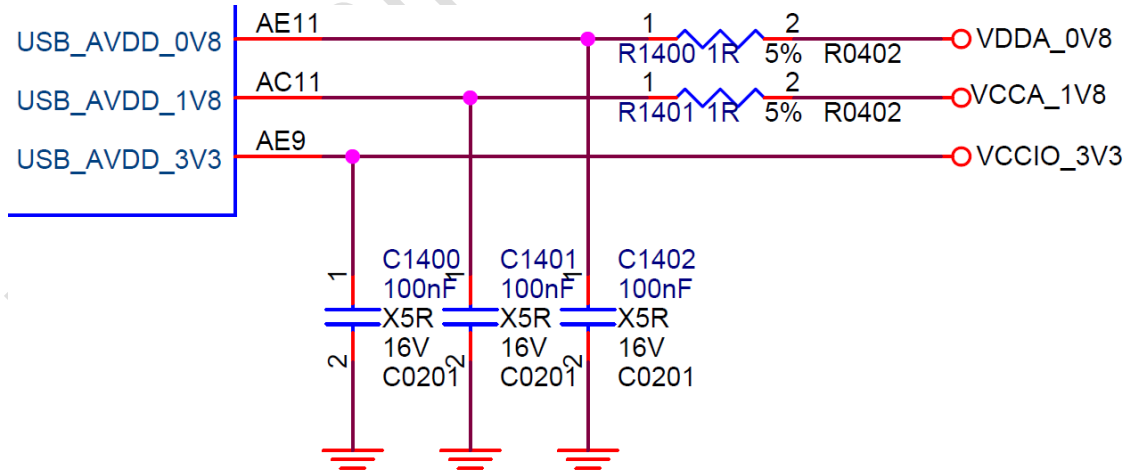 USB_AVDD_0V8 AE11 1 2 VDDA_0V8
R1400 1R 5% R0402
USB_AVDD_1V8 AC11 1 2 VCCA_1V8
R1401 1R 5% R0402
USB_AVDD_3V3 AE9 VCCIO_3V3
C1400 C1401 C1402
1 100nF 1 100nF 1 100nF
X5R X5R X5R
2 16V 2 16V 2 16V
C0201 C0201 C0201